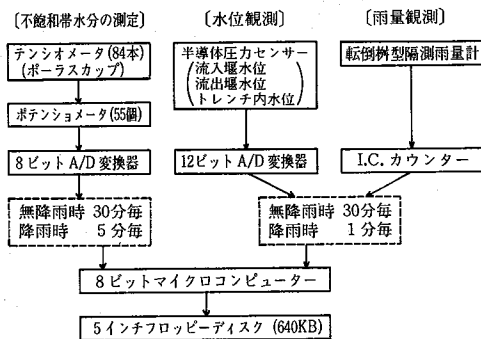 〔不飽和帯水分の測定〕
テンシオメータ(84本)
(ポーラスカップ)
ポテンショメータ(55個)
8ビットA/D変換器
無降雨時 30分毎
降雨時 5分毎
〔水位観測〕
半導体圧力センサー
(流入堰水位
流出堰水位
トレンチ内水位)
12ビットA/D変換器
〔雨量観測〕
転倒桝型隔測雨量計
I.C.カウンター
無降雨時 30分毎
降雨時 1分毎
8ビットマイクロコンピューター
5インチフロッピーディスク(640KB)